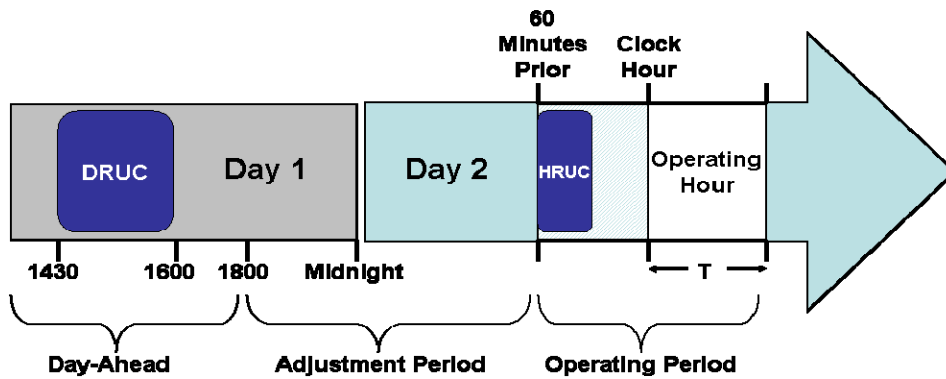 60
Minutes
Prior
Clock
Hour
DRUC
Day 1
Day 2
HRUC
Operating
Hour
1430
1600
1800
Midnight
T
Day-Ahead
Adjustment Period
Operating Period